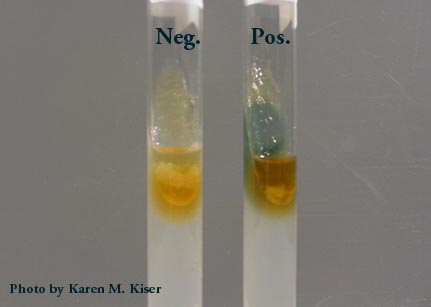 Neg. Pos.
Photo by Karen M. Kiser